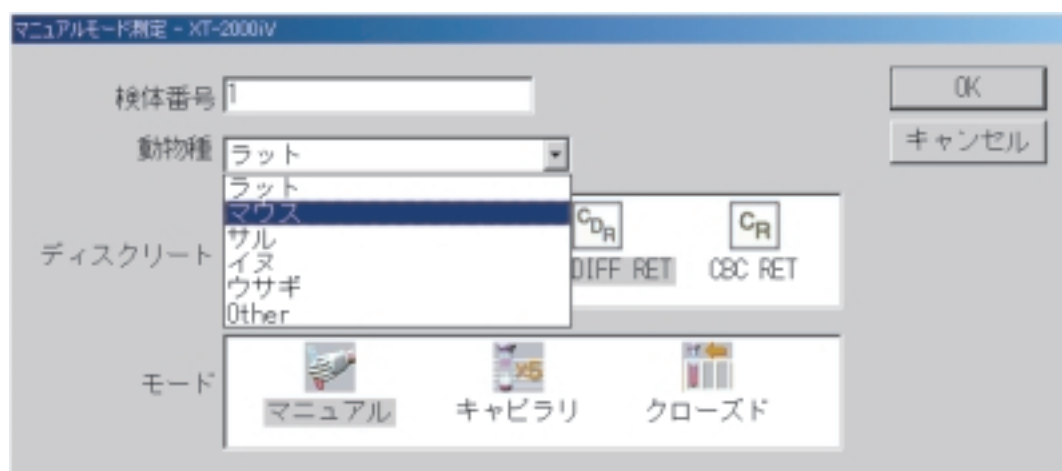 マニュアルモード測定 - XT-2000iV
検体番号 1
OK
動物種 ラット
キャンセル
ラット
マウス
サル
イヌ
ウサギ
Other
ディスクリート
CDR
DIFF RET
CR
CBC RET
モード
X5
マニュアル
キャピラリ
クローズド